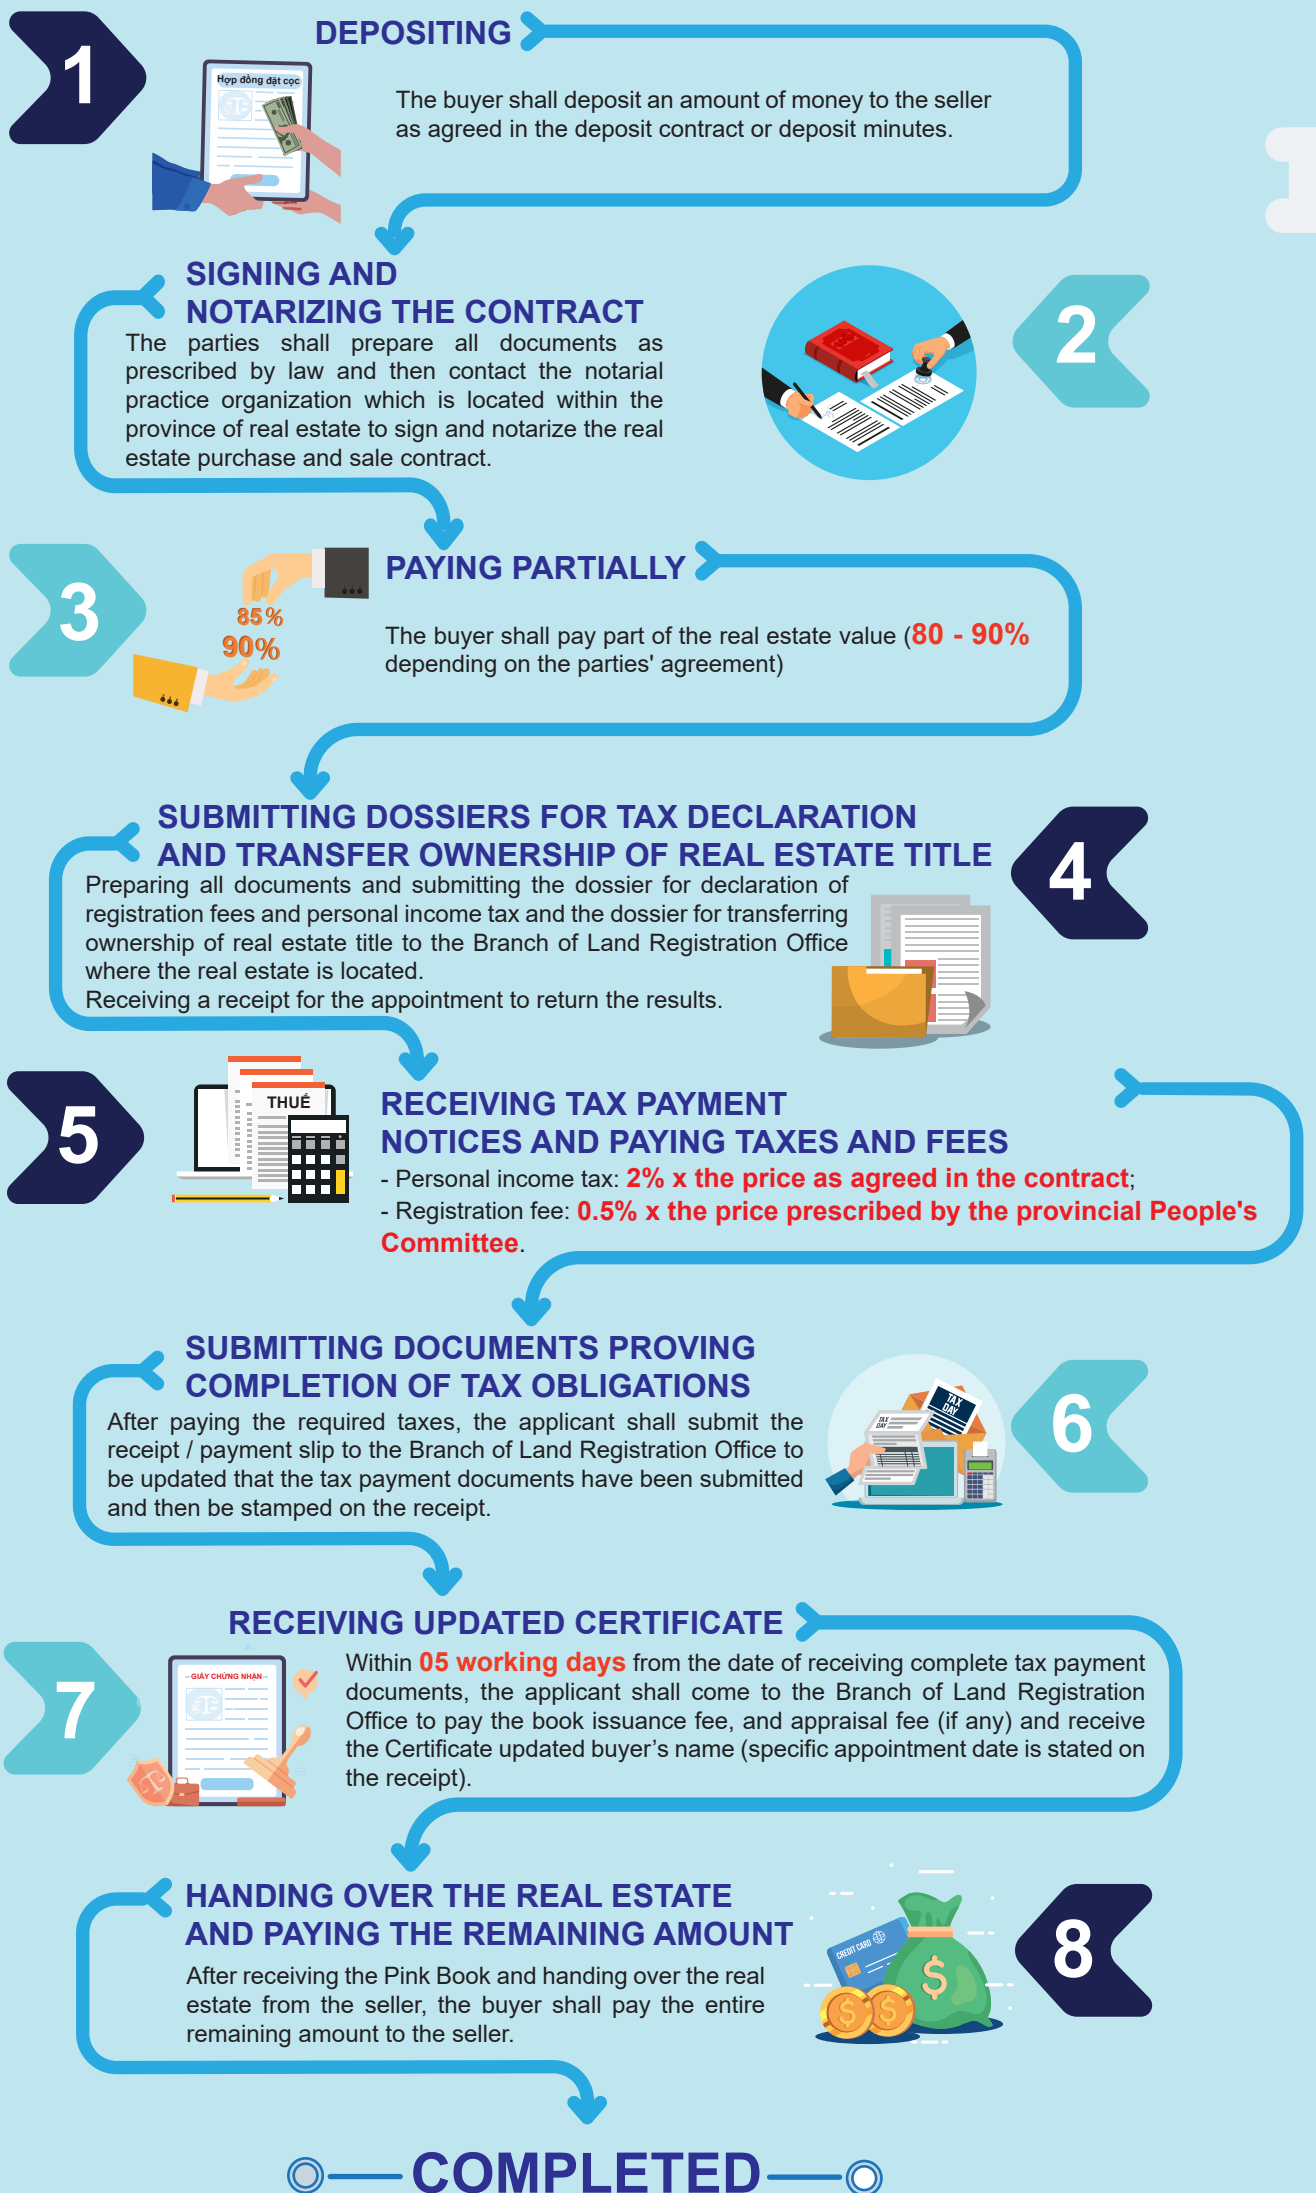 1
DEPOSITING
Hợp đồng đặt cọc
The buyer shall deposit an amount of money to the seller
as agreed in the deposit contract or deposit minutes.
SIGNING AND
NOTARIZING THE CONTRACT
2
The parties shall prepare all documents as
prescribed by law and then contact the notarial
practice organization which is located within the
province of real estate to sign and notarize the real
estate purchase and sale contract.
3
85%
90%
PAYING PARTIALLY
The buyer shall pay part of the real estate value (80 - 90%
depending on the parties' agreement)
SUBMITTING DOSSIERS FOR TAX DECLARATION
AND TRANSFER OWNERSHIP OF REAL ESTATE TITLE
4
Preparing all documents and submitting the dossier for declaration of
registration fees and personal income tax and the dossier for transferring
ownership of real estate title to the Branch of Land Registration Office
where the real estate is located.
Receiving a receipt for the appointment to return the results.
5
THUẾ
RECEIVING TAX PAYMENT
NOTICES AND PAYING TAXES AND FEES
- Personal income tax: 2% x the price as agreed in the contract;
- Registration fee: 0.5% x the price prescribed by the provincial People's
Committee.
SUBMITTING DOCUMENTS PROVING
COMPLETION OF TAX OBLIGATIONS
6
TAX
DAY
TAX
DAY
After paying the required taxes, the applicant shall submit the
receipt / payment slip to the Branch of Land Registration Office to
be updated that the tax payment documents have been submitted
and then be stamped on the receipt.
7
RECEIVING UPDATED CERTIFICATE
GIẤY CHỨNG NHẬN
Within 05 working days from the date of receiving complete tax payment
documents, the applicant shall come to the Branch of Land Registration
Office to pay the book issuance fee, and appraisal fee (if any) and receive
the Certificate updated buyer’s name (specific appointment date is stated on
the receipt).
HANDING OVER THE REAL ESTATE
AND PAYING THE REMAINING AMOUNT
8
CREDIT CARD
$
$
$
After receiving the Pink Book and handing over the real
estate from the seller, the buyer shall pay the entire
remaining amount to the seller.
COMPLETED